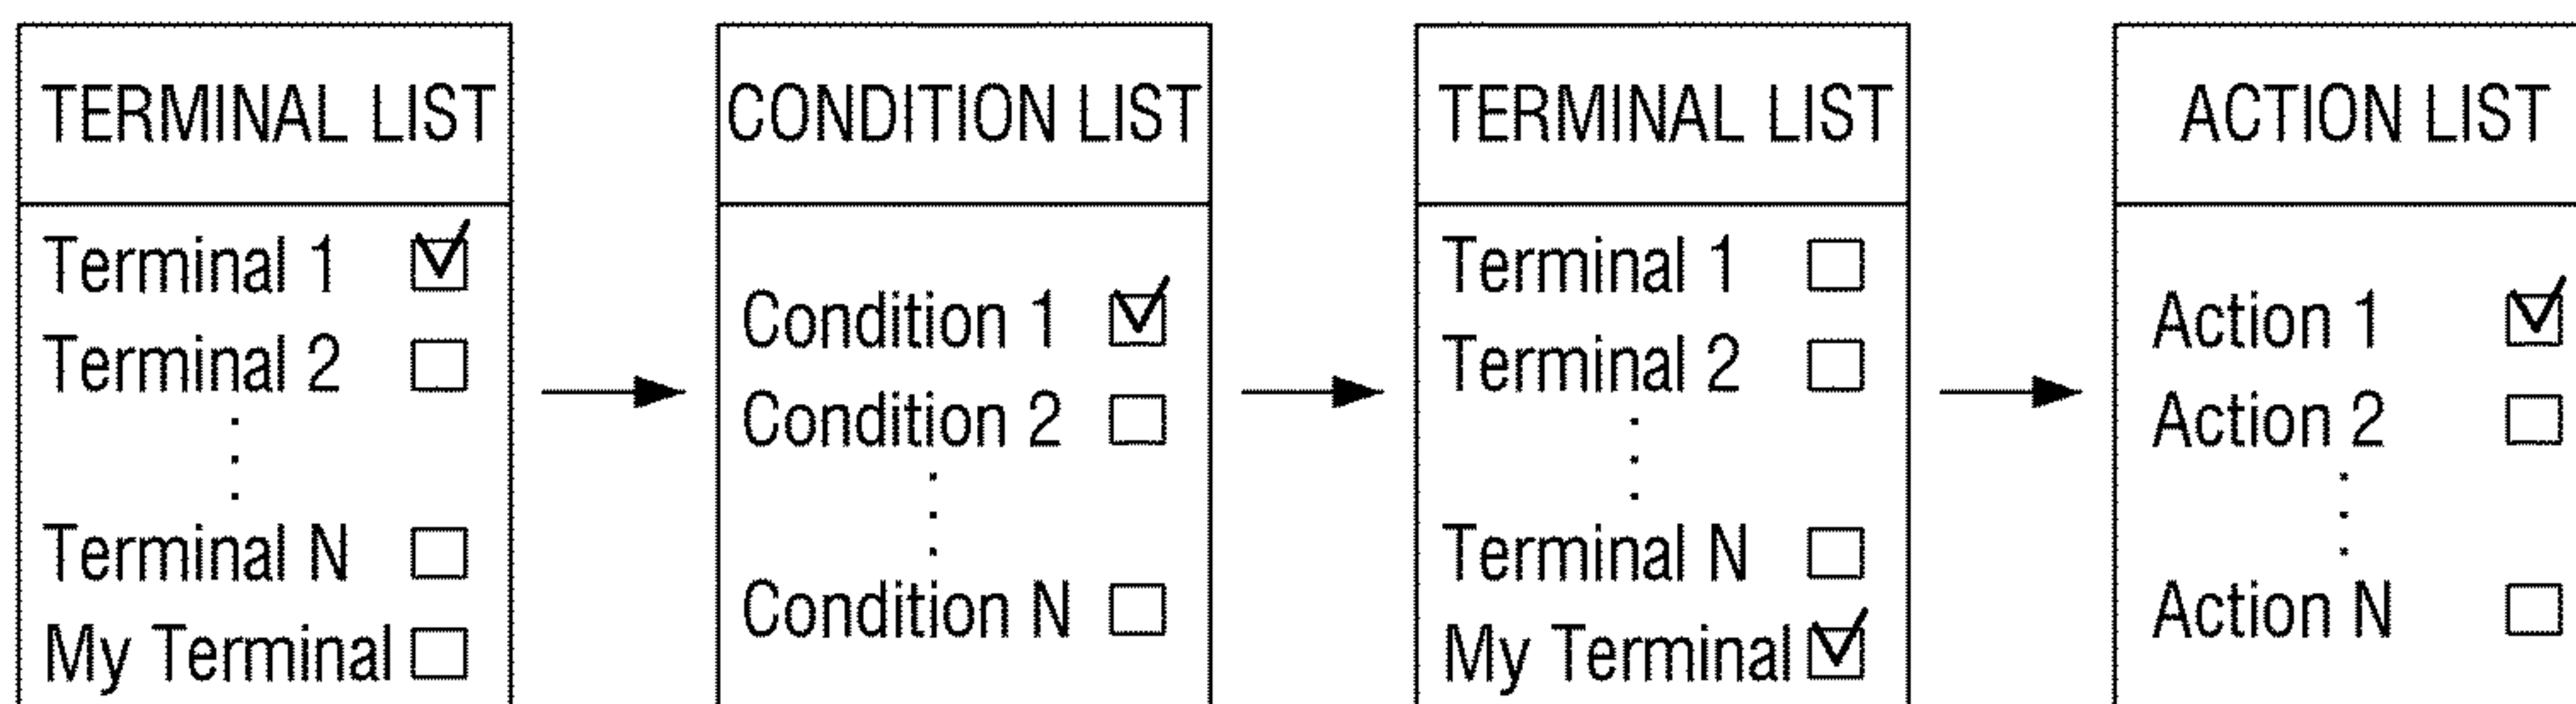 TERMINAL LIST
Terminal 1
Terminal 2
Terminal N
My Terminal
CONDITION LIST
Condition 1
Condition 2
Condition N
TERMINAL LIST
Terminal 1
Terminal 2
Terminal N
My Terminal
ACTION LIST
Action 1
Action 2
Action N